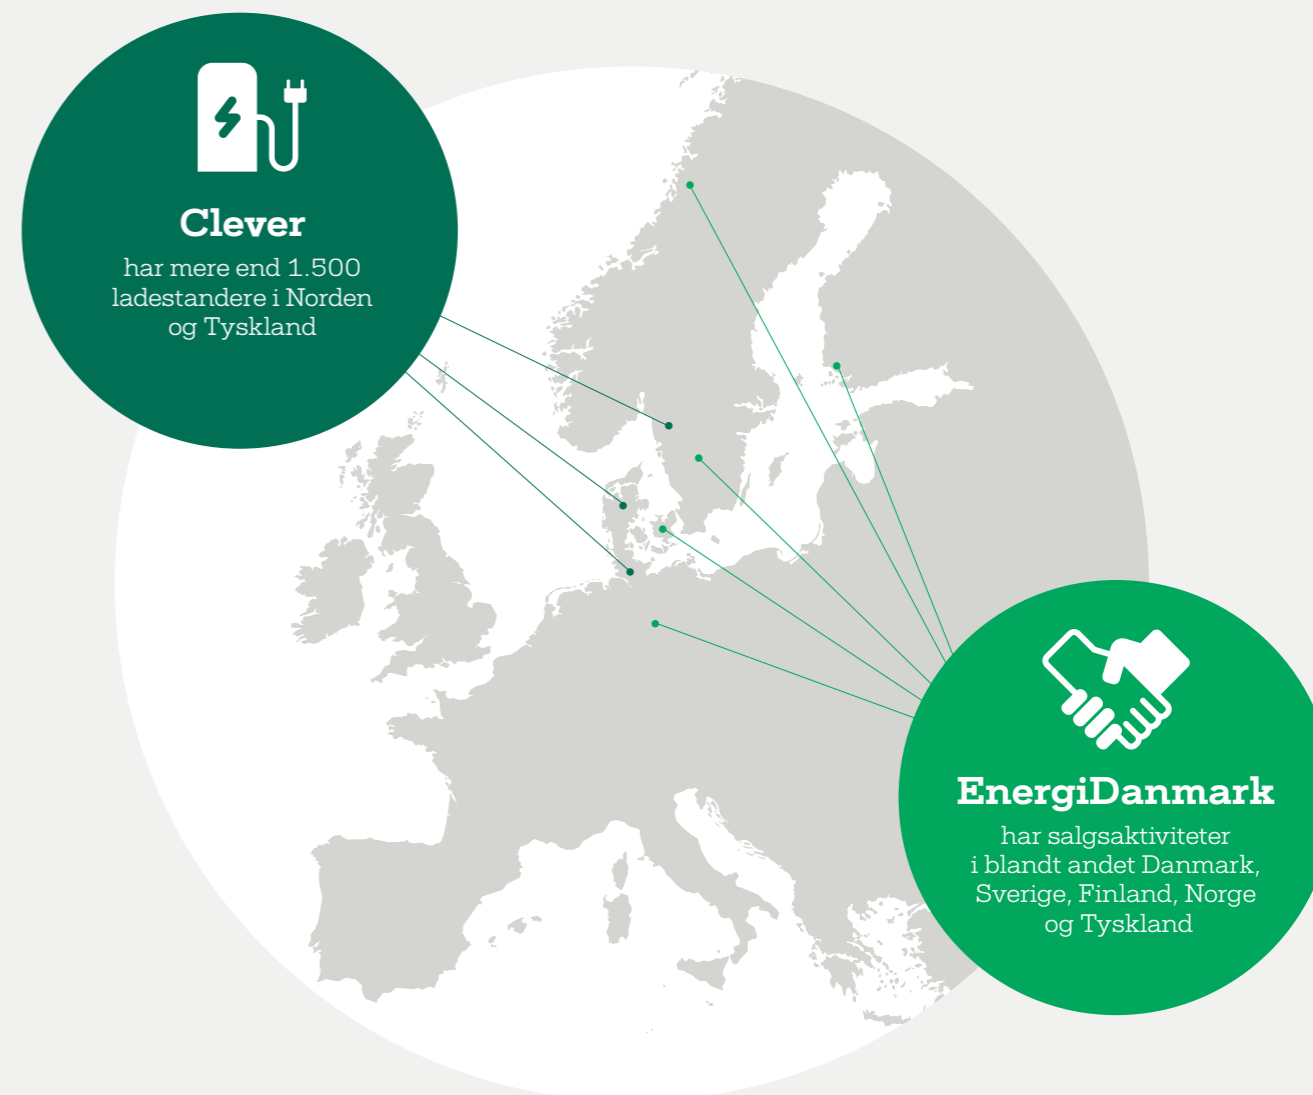 Clever
har mere end 1.500
ladestandere i Norden
og Tyskland
EnergiDanmark
har salgsaktiviteter
i blandt andet Danmark,
Sverige, Finland, Norge
og Tyskland